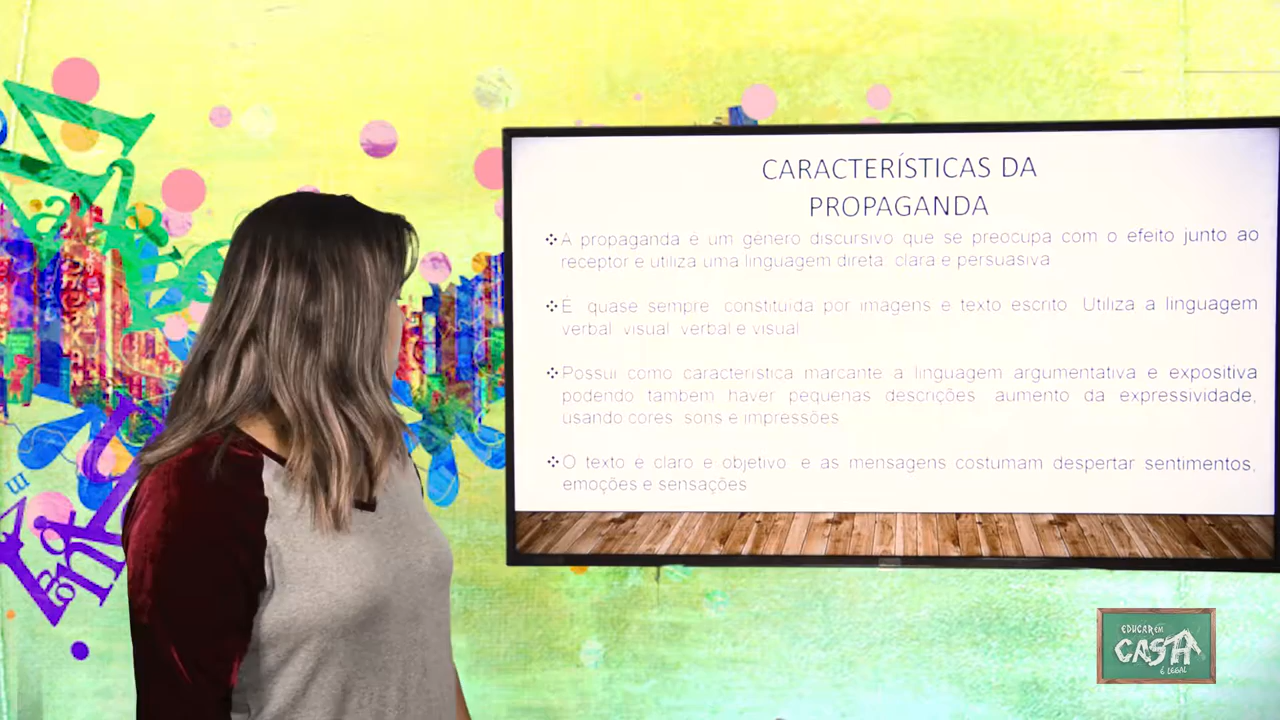 CARACTERÍSTICAS DA
PROPAGANDA
A propaganda é um gênero discursivo que se preocupa com o efeito junto ao
receptor e utiliza uma linguagem direta clara e persuasiva
É quase sempre constituída por imagens e texto escrito Utiliza a linguagem
verbal visual verbal e visual
Possui como característica marcante a linguagem argumentativa e expositiva
podendo também haver pequenas descrições aumento da expressividade,
usando cores sons e impressões
O texto é claro e objetivo e as mensagens costumam despertar sentimentos,
emoções e sensações
EDUCAR EM
CASA
É LEGAL